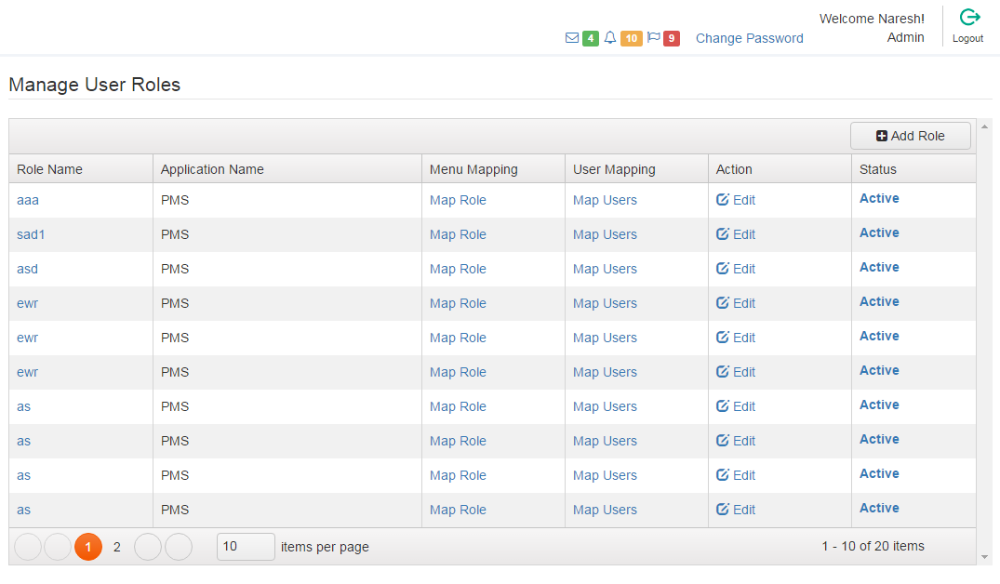 Welcome Naresh!
4 10 9 Change Password Admin Logout
Manage User Roles
Add Role
Role Name Application Name Menu Mapping User Mapping Action Status
aaa PMS Map Role Map Users Edit Active
sad1 PMS Map Role Map Users Edit Active
asd PMS Map Role Map Users Edit Active
ewr PMS Map Role Map Users Edit Active
ewr PMS Map Role Map Users Edit Active
ewr PMS Map Role Map Users Edit Active
as PMS Map Role Map Users Edit Active
as PMS Map Role Map Users Edit Active
as PMS Map Role Map Users Edit Active
as PMS Map Role Map Users Edit Active
1 2 10 items per page 1 - 10 of 20 items